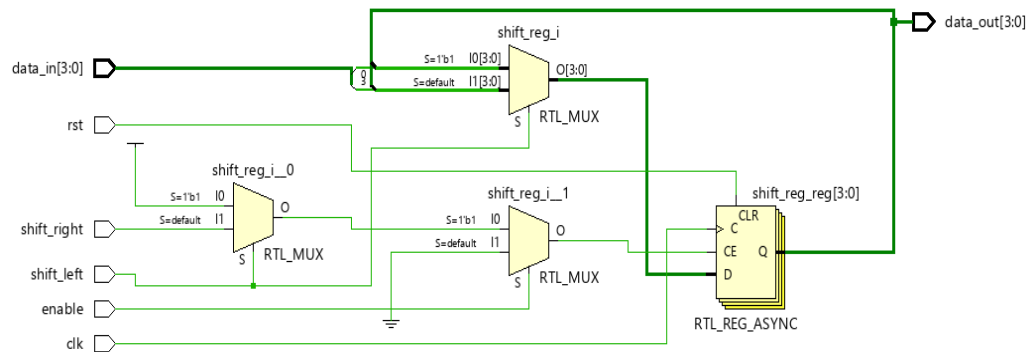 shift_reg_i
data_out[3:0]
data_in[3:0]
S=1'b1 I0[3:0]
0
3
S=default I1[3:0]
O[3:0]
S
RTL_MUX
rst
shift_reg_i__0
S=1'b1 I0
O
shift_right
S=default I1
S
RTL_MUX
shift_left
enable
clk
shift_reg_i__1
S=1'b1 I0
O
S=default I1
S
RTL_MUX
shift_reg_reg[3:0]
CLR
C
CE
Q
D
RTL_REG_ASYNC